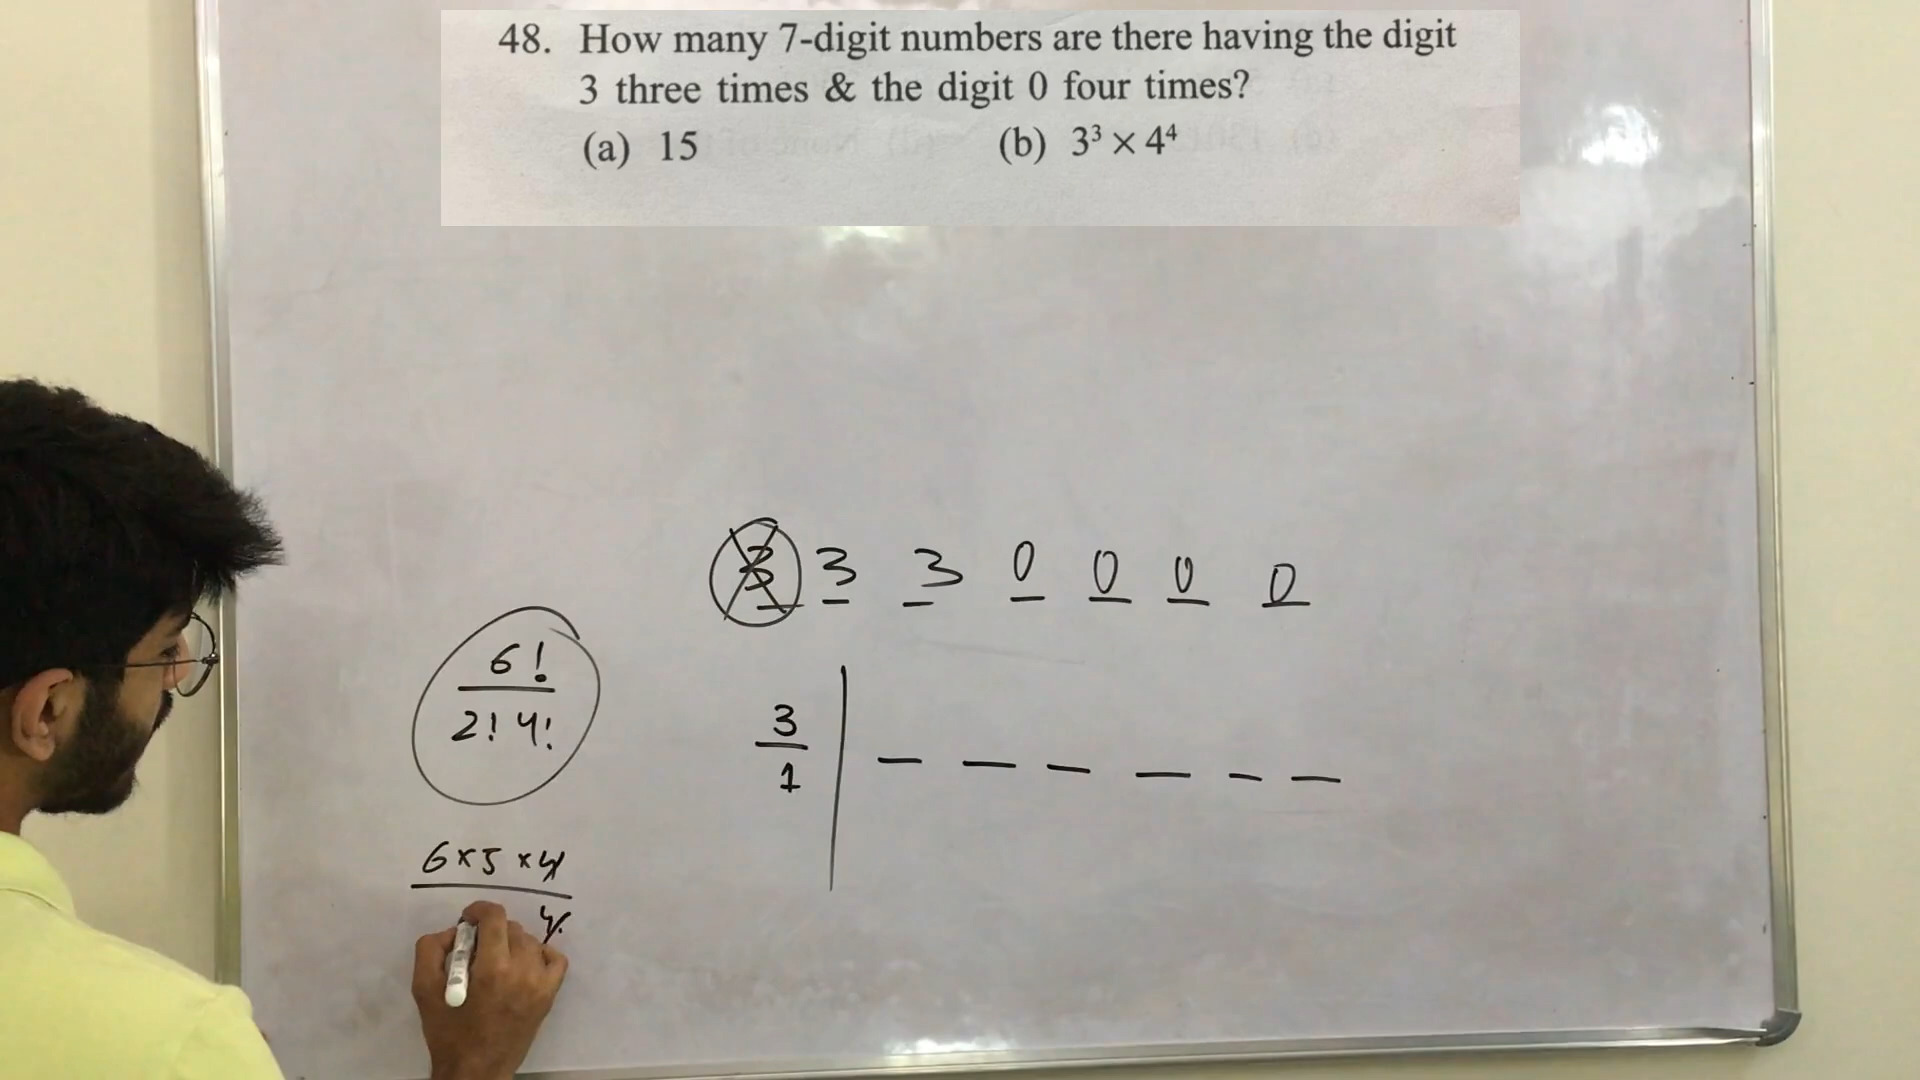 48. How many 7-digit numbers are there having the digit
3 three times & the digit 0 four times?
(a) 15 (b) 3³ × 4⁴
3 3 3 0 0 0 0
6!
2! 4!
3
1
6 × 5 × 4!
4!